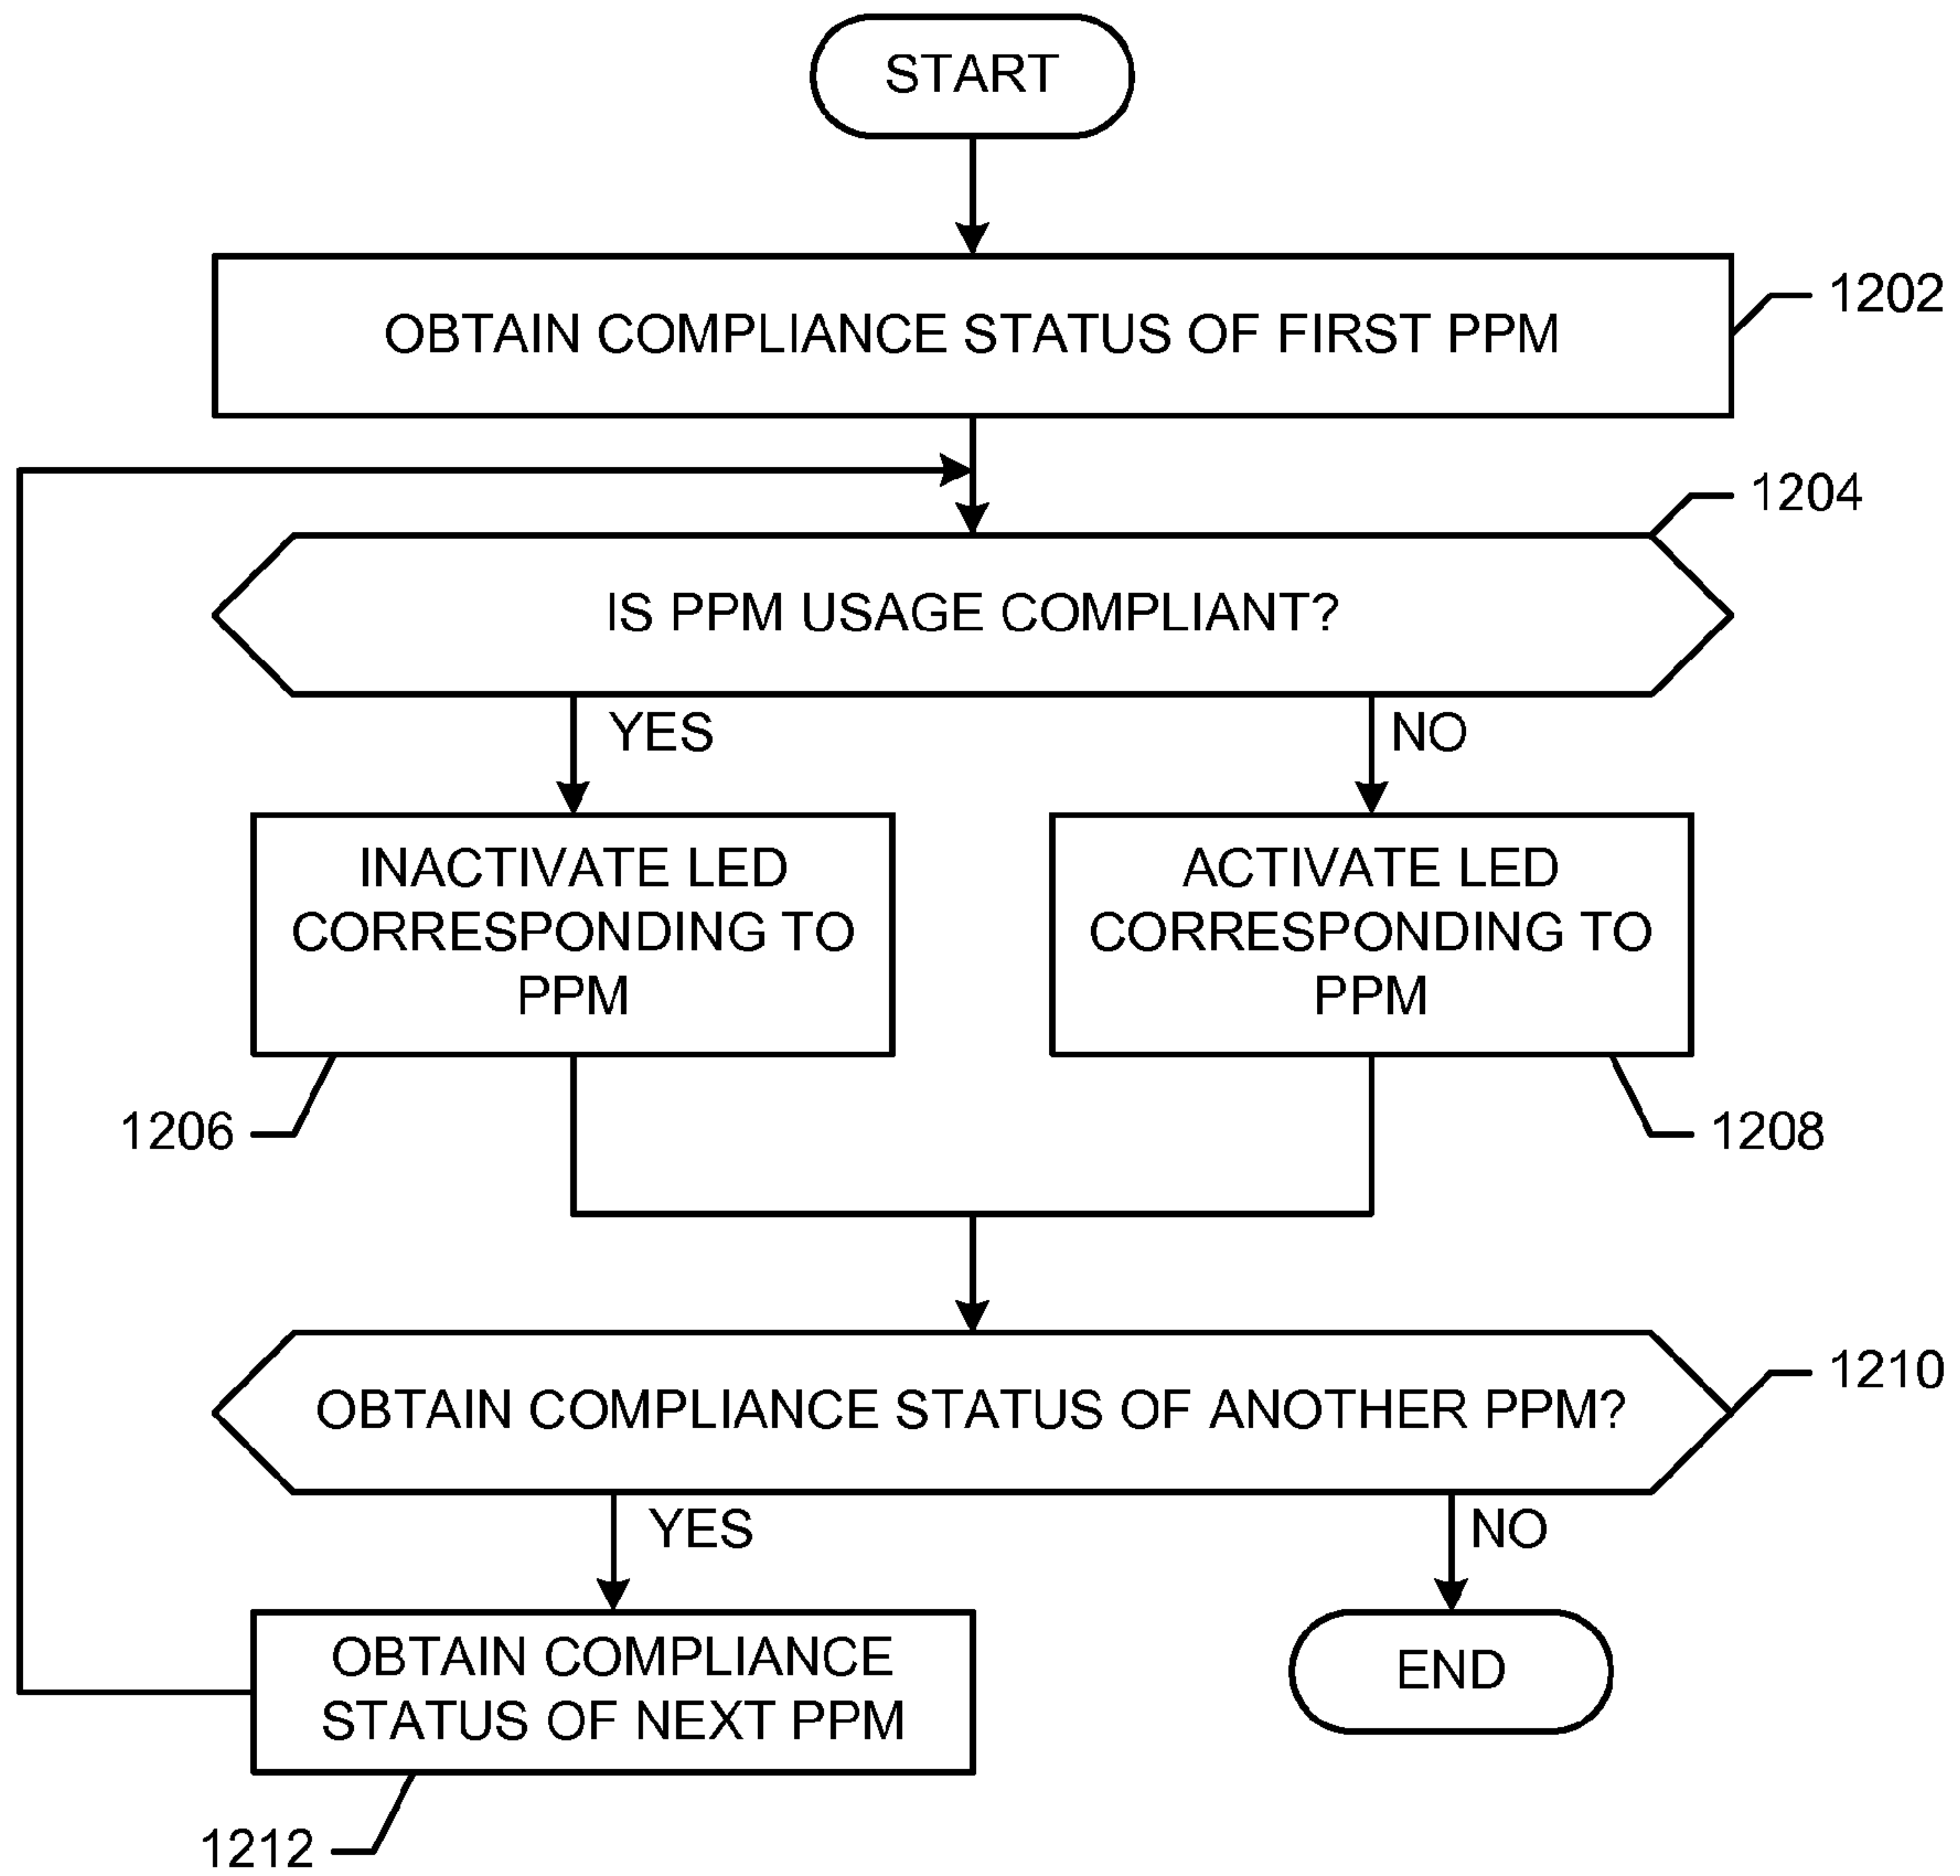 START
OBTAIN COMPLIANCE STATUS OF FIRST PPM
1202
1204
IS PPM USAGE COMPLIANT?
YES
NO
INACTIVATE LED
CORRESPONDING TO
PPM
ACTIVATE LED
CORRESPONDING TO
PPM
1206
1208
OBTAIN COMPLIANCE STATUS OF ANOTHER PPM?
1210
YES
NO
OBTAIN COMPLIANCE
STATUS OF NEXT PPM
END
1212